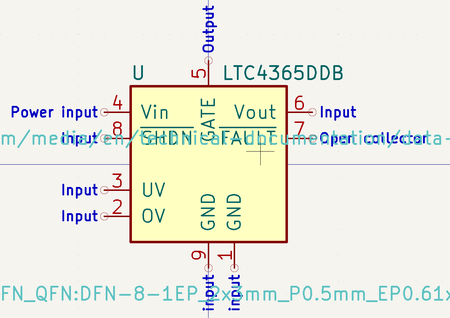 Output
U LTC4365DDB
5
Power input 4 Vin GATE Vout 6 Input
m/media/en/technical-documentation/data-
Input 8 SHDN FAULT 7 Open collector
Input 3 UV
Input 2 OV
GND GND
9 1
FN_QFN:DFN-8-1EP_2x3mm_P0.5mm_EP0.61x
input input